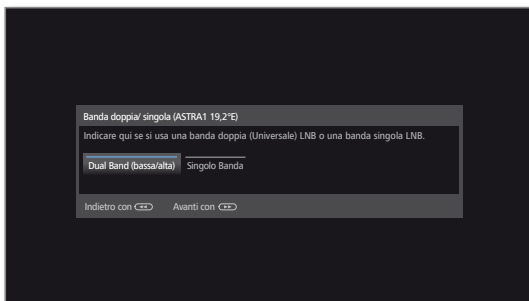 Banda doppia/ singola (ASTRA1 19,2°E)
Indicare qui se si usa una banda doppia (Universale) LNB o una banda singola LNB.
Dual Band (bassa/alta) Singolo Banda
Indietro con Avanti con